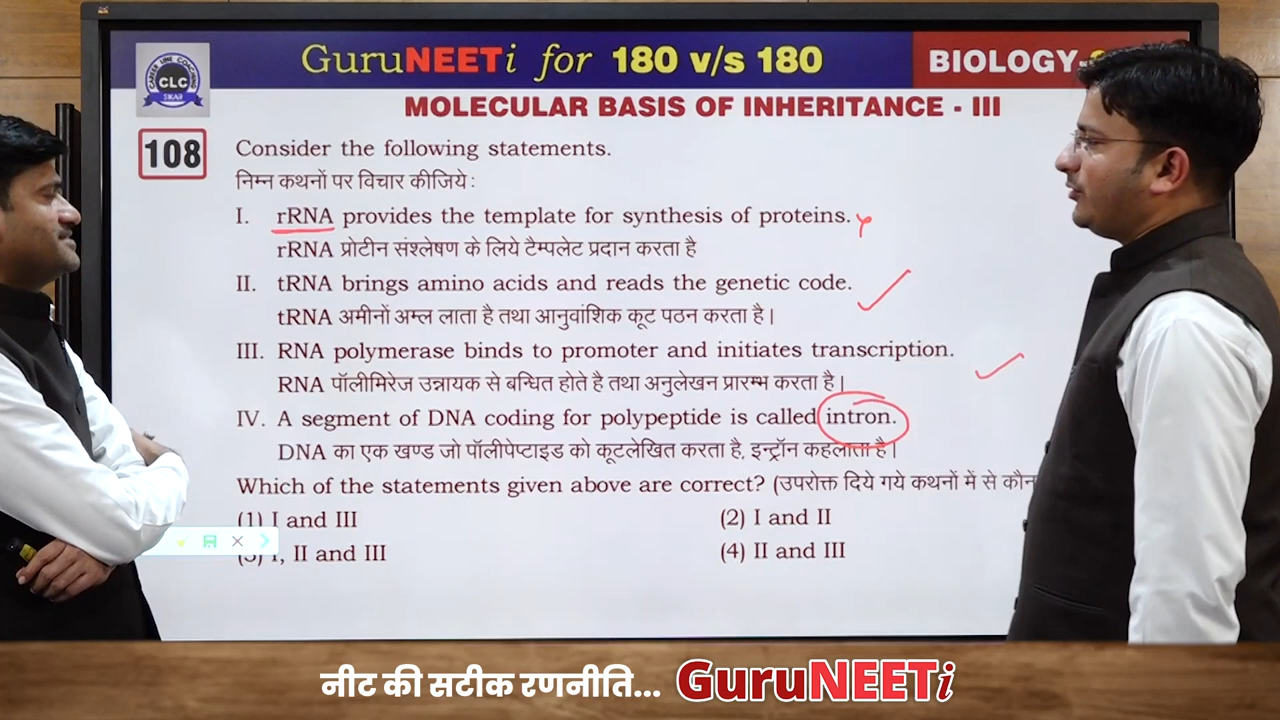 GuruNEETi for 180 v/s 180
BIOLOGY-
CLC
SIKAR
MOLECULAR BASIS OF INHERITANCE - III
108
Consider the following statements.
निम्न कथनों पर विचार कीजिये :
I. rRNA provides the template for synthesis of proteins.
rRNA प्रोटीन संश्लेषण के लिये टैम्पलेट प्रदान करता है
II. tRNA brings amino acids and reads the genetic code.
tRNA अमीनों अम्ल लाता है तथा आनुवांशिक कूट पठन करता है।
III. RNA polymerase binds to promoter and initiates transcription.
RNA पॉलीमिरेज उन्नायक से बन्धित होते है तथा अनुलेखन प्रारम्भ करता है।
IV. A segment of DNA coding for polypeptide is called intron.
DNA का एक खण्ड जो पॉलीपेप्टाइड को कूटलेखित करता है, इन्ट्रॉन कहलाता है।
Which of the statements given above are correct? (उपरोक्त दिये गये कथनों में से कौन
(1) I and III
(2) I and II
(3) I, II and III
(4) II and III
नीट की सटीक रणनीति... GuruNEETi